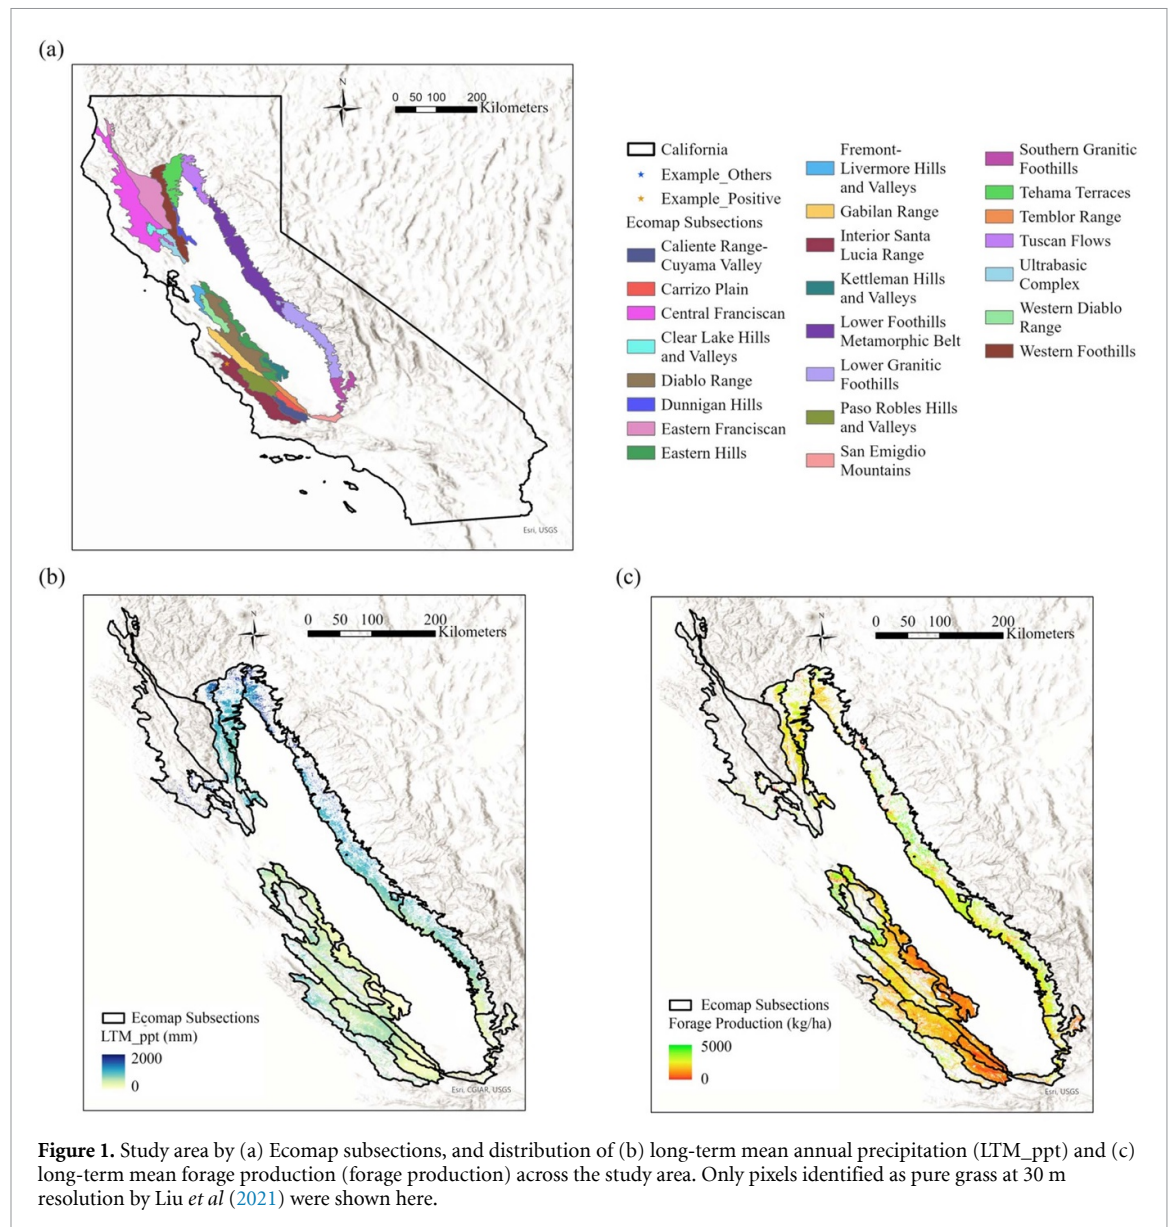 (a)
N
0 50 100 200
Kilometers
Esri, USGS
California
Example_Others
Example_Positive
Ecomap Subsections
Caliente Range-
Cuyama Valley
Carrizo Plain
Central Franciscan
Clear Lake Hills
and Valleys
Diablo Range
Dunnigan Hills
Eastern Franciscan
Eastern Hills
Fremont-
Livermore Hills
and Valleys
Gabilan Range
Interior Santa
Lucia Range
Kettleman Hills
and Valleys
Lower Foothills
Metamorphic Belt
Lower Granitic
Foothills
Paso Robles Hills
and Valleys
San Emigdio
Mountains
Southern Granitic
Foothills
Tehama Terraces
Temblor Range
Tuscan Flows
Ultrabasic
Complex
Western Diablo
Range
Western Foothills
(b)
N
0 50 100 200
Kilometers
Ecomap Subsections
LTM_ppt (mm)
2000
0
Esri, CGIAR, USGS
(c)
N
0 50 100 200
Kilometers
Ecomap Subsections
Forage Production (kg/ha)
5000
0
Esri, USGS
Figure 1. Study area by (a) Ecomap subsections, and distribution of (b) long-term mean annual precipitation (LTM_ppt) and (c)
long-term mean forage production (forage production) across the study area. Only pixels identified as pure grass at 30 m
resolution by Liu et al (2021) were shown here.